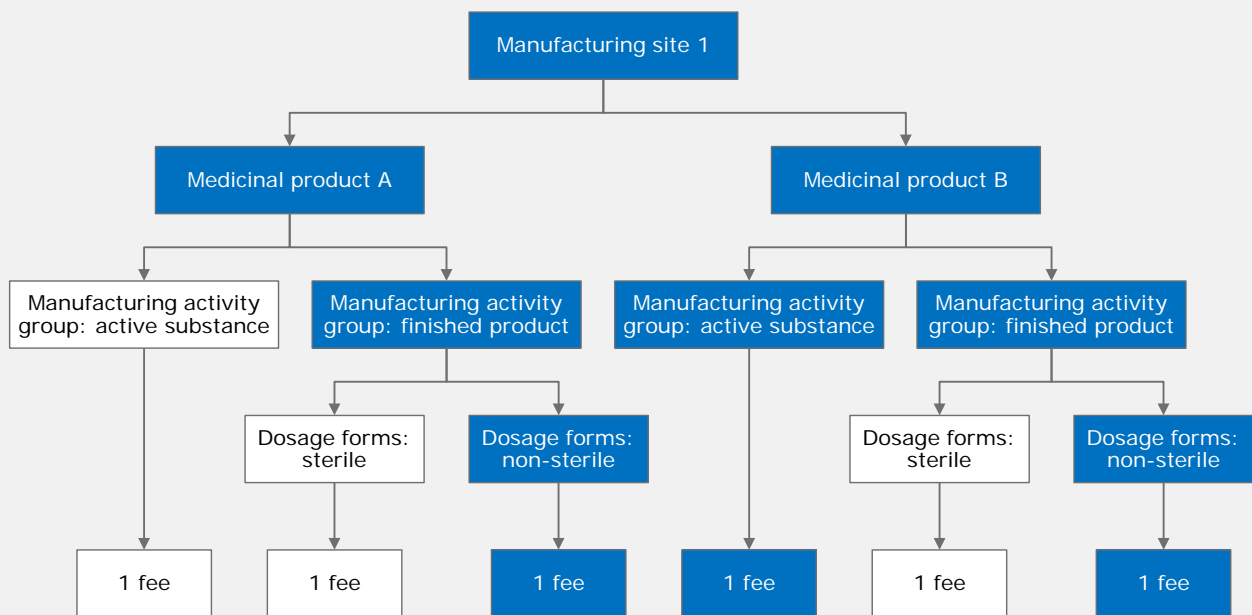 Manufacturing site 1
Medicinal product A
Medicinal product B
Manufacturing activity
group: active substance
Manufacturing activity
group: finished product
Manufacturing activity
group: active substance
Manufacturing activity
group: finished product
Dosage forms:
sterile
Dosage forms:
non-sterile
Dosage forms:
sterile
Dosage forms:
non-sterile
1 fee
1 fee
1 fee
1 fee
1 fee
1 fee